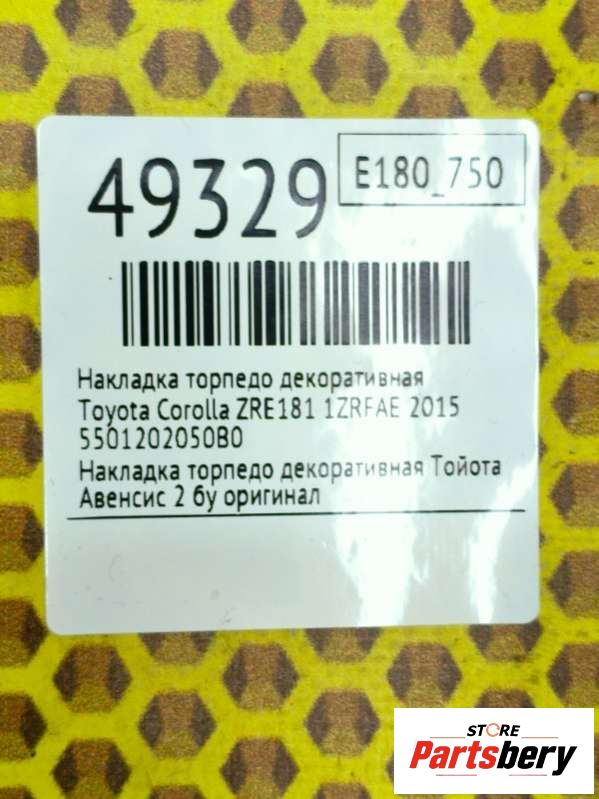 49329
E180_750
Накладка торпедо декоративная
Toyota Corolla ZRE181 1ZRFAE 2015
5501202050B0
Накладка торпедо декоративная Тойота
Авенсис 2 бу оригинал
STORE
Partsbery